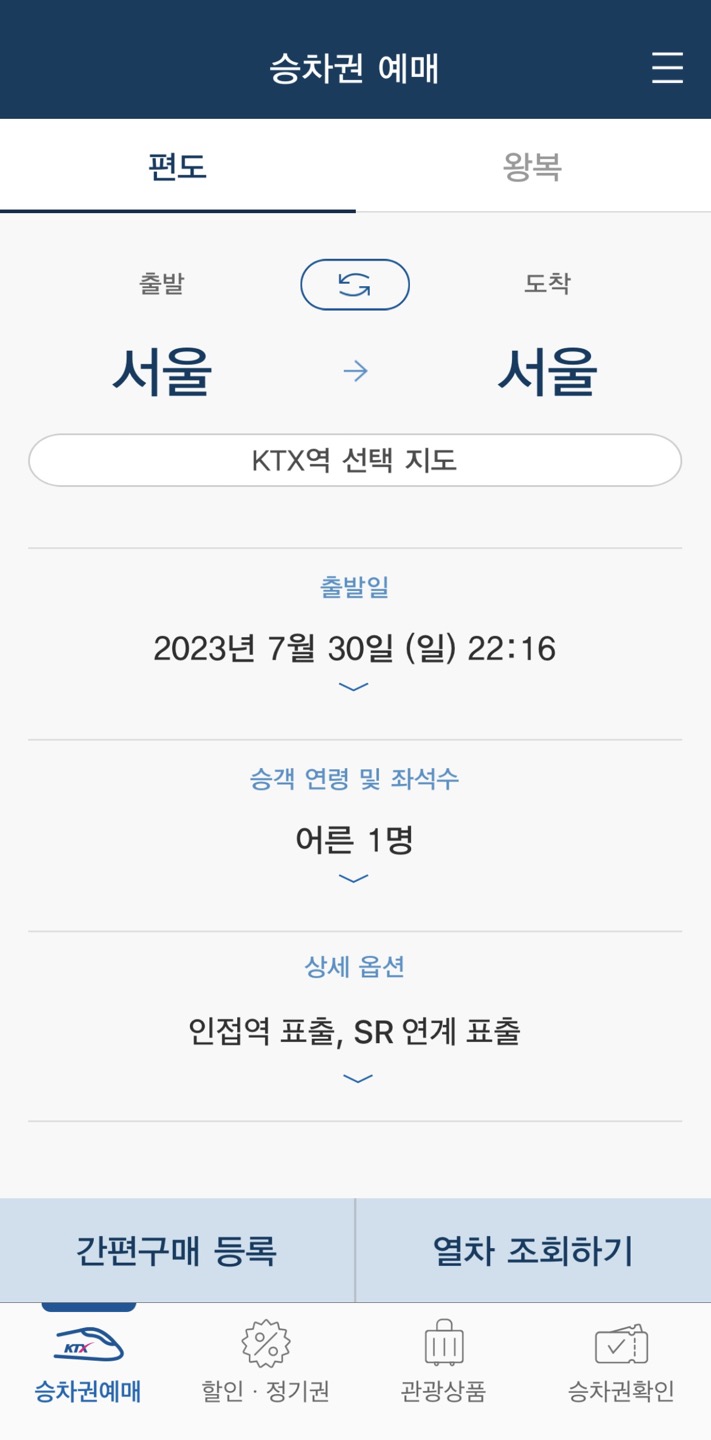 승차권 예매
편도
왕복
출발
도착
서울
서울
KTX역 선택 지도
출발일
2023년 7월 30일 (일) 22:16
승객 연령 및 좌석수
어른 1명
상세 옵션
인접역 표출, SR 연계 표출
간편구매 등록
열차 조회하기
KTX
승차권예매
할인 · 정기권
관광상품
승차권확인